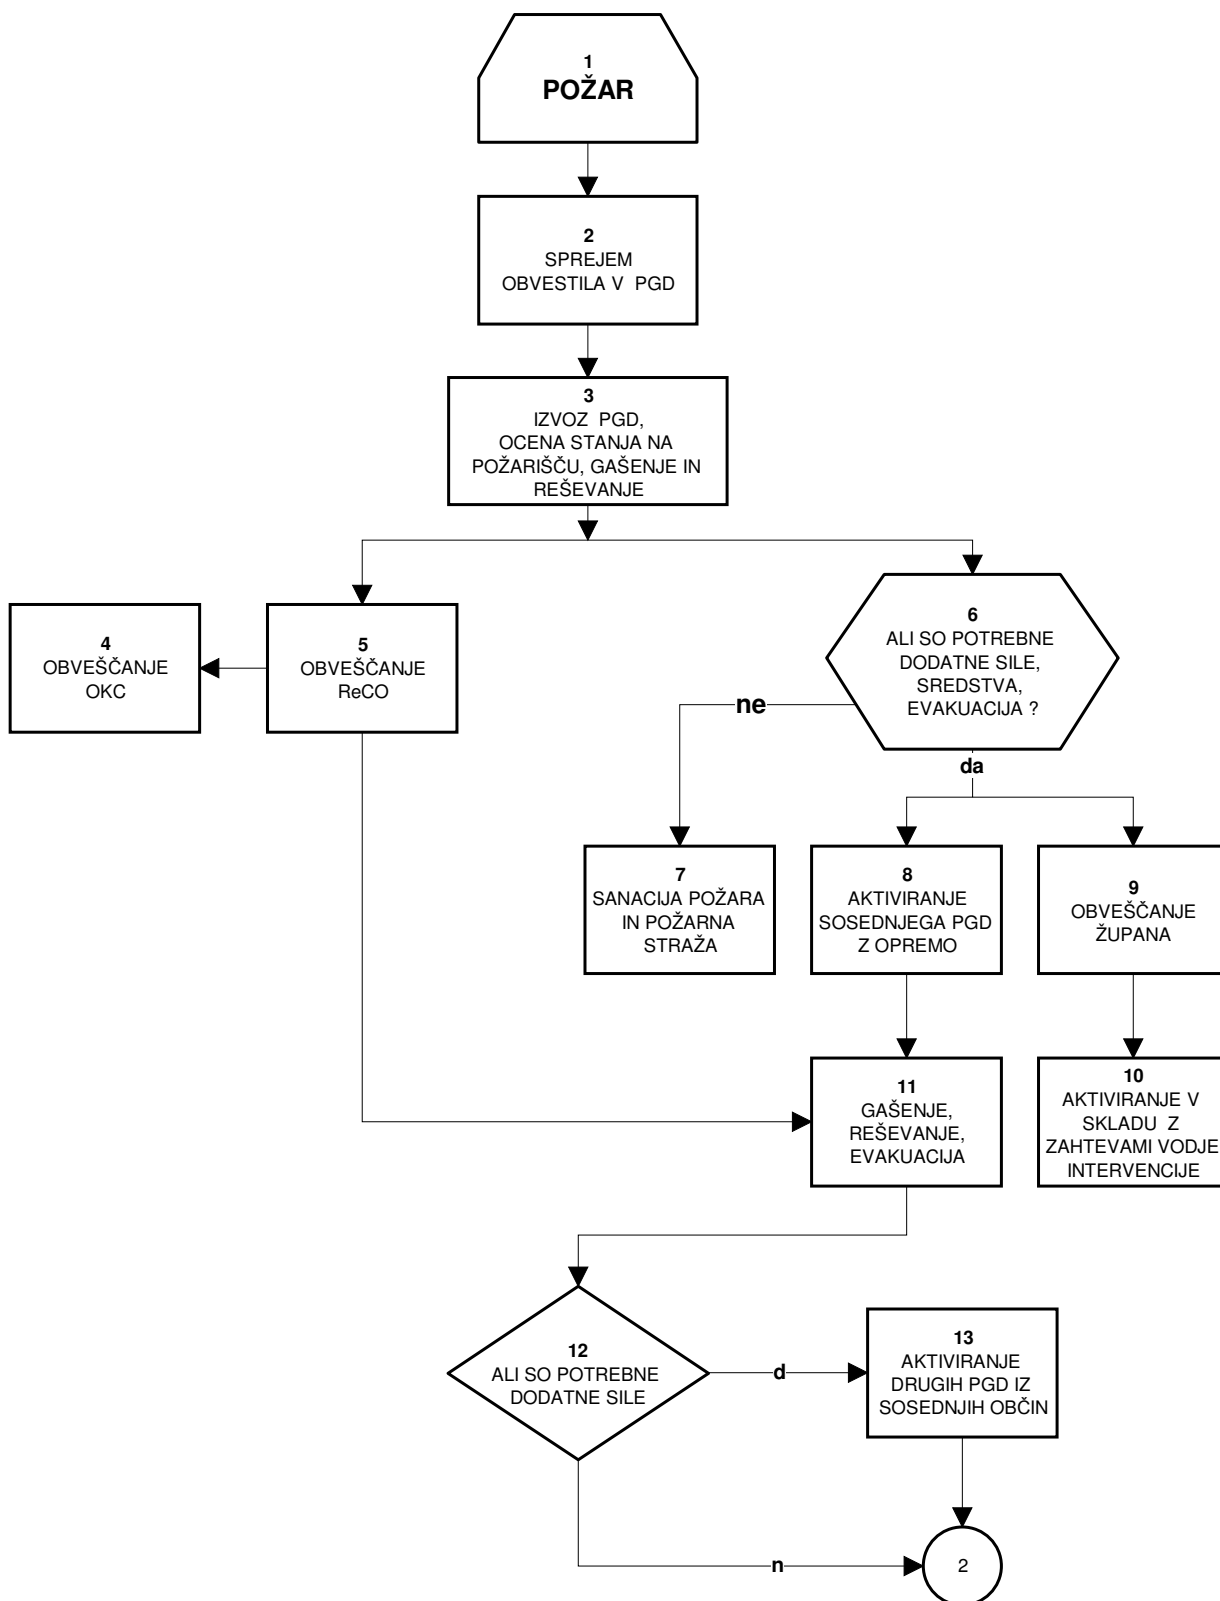 1
POŽAR
2
SPREJEM
OBVESTILA V PGD
3
IZVOZ PGD,
OCENA STANJA NA
POŽARIŠČU, GAŠENJE IN
REŠEVANJE
4
OBVEŠČANJE
OKC
5
OBVEŠČANJE
ReCO
6
ALI SO POTREBNE
DODATNE SILE,
SREDSTVA,
EVAKUACIJA ?
ne
da
7
SANACIJA POŽARA
IN POŽARNA
STRAŽA
8
AKTIVIRANJE
SOSEDNJEGA PGD
Z OPREMO
9
OBVEŠČANJE
ŽUPANA
10
AKTIVIRANJE V
SKLADU Z
ZAHTEVAMI VODJE
INTERVENCIJE
11
GAŠENJE,
REŠEVANJE,
EVAKUACIJA
12
ALI SO POTREBNE
DODATNE SILE
d
13
AKTIVIRANJE
DRUGIH PGD IZ
SOSEDNJIH OBČIN
n
2